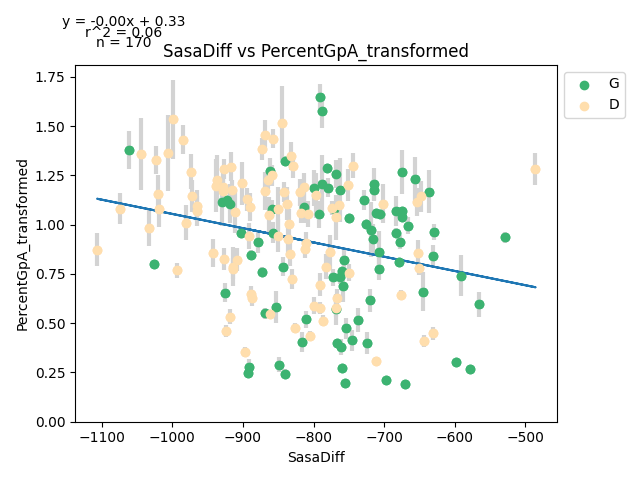 y = -0.00x + 0.33
r^2 = 0.06
n = 170
SasaDiff vs PercentGpA_transformed
G
D
PercentGpA_transformed
1.75
1.50
1.25
1.00
0.75
0.50
0.25
0.00
−1100 −1000 −900 −800 −700 −600 −500
SasaDiff